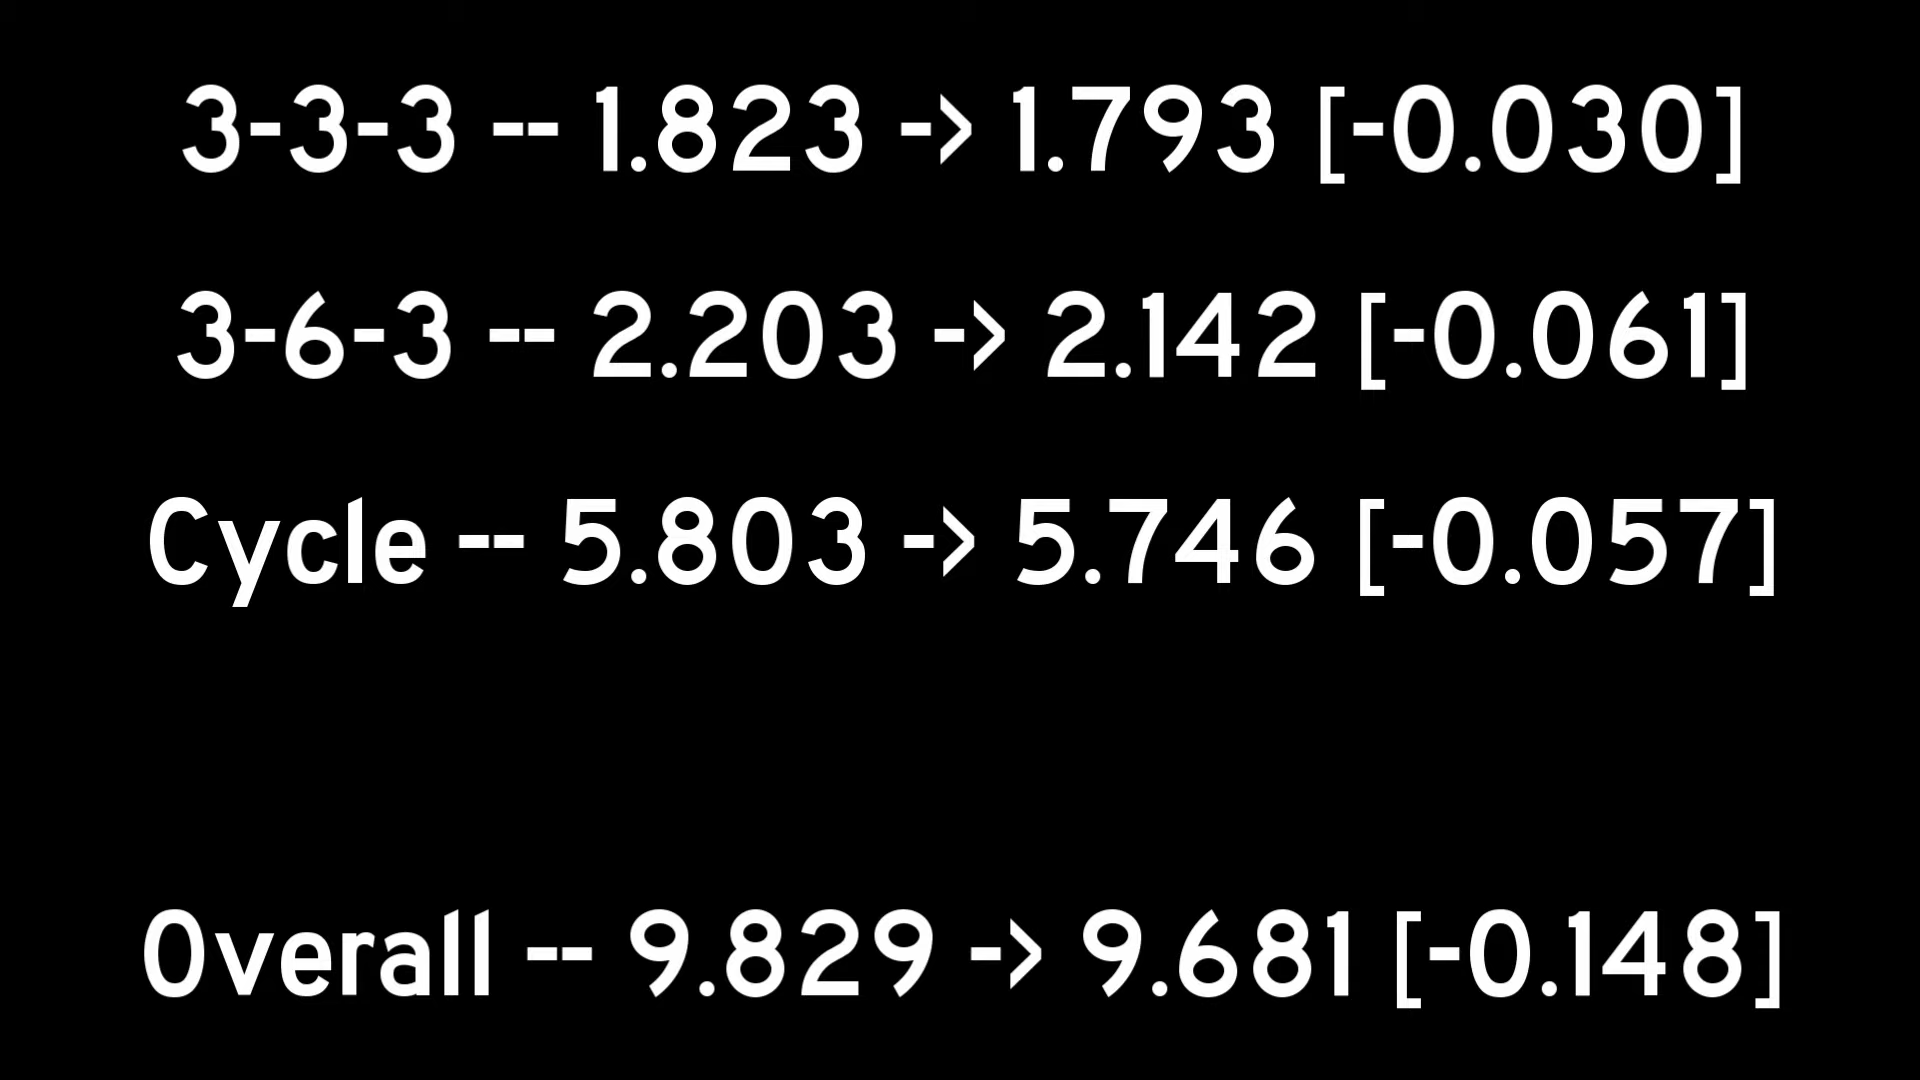 3-3-3 -- 1.823 -> 1.793 [-0.030]
3-6-3 -- 2.203 -> 2.142 [-0.061]
Cycle -- 5.803 -> 5.746 [-0.057]
Overall -- 9.829 -> 9.681 [-0.148]